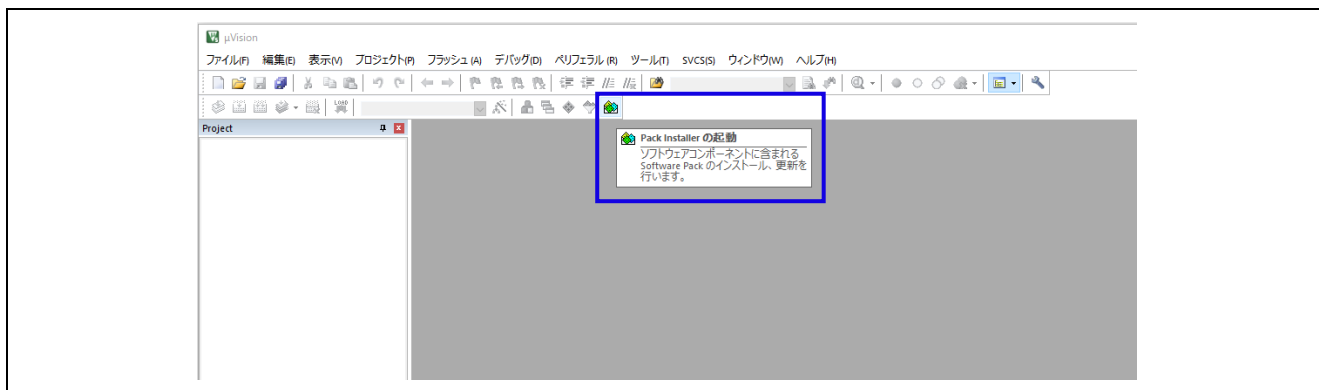 µVision
ファイル(F) 編集(E) 表示(V) プロジェクト(P) フラッシュ(A) デバッグ(D) ペリフェラル(R) ツール(T) SVCS(S) ウィンドウ(W) ヘルプ(H)
LOAD
Project
Pack Installer の起動
ソフトウェアコンポーネントに含まれる
Software Pack のインストール、更新を
行います。